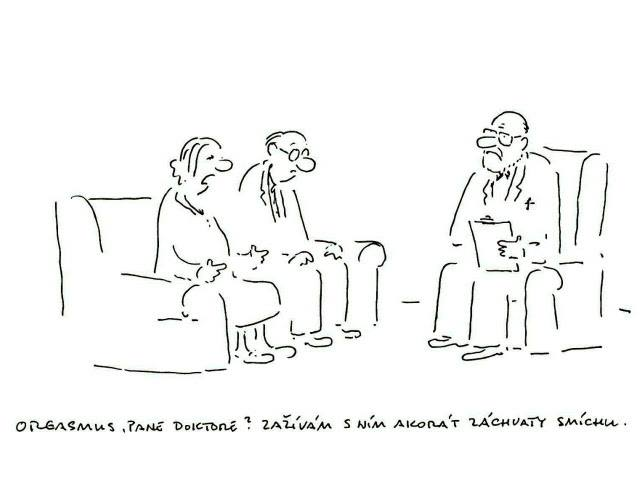 ORGASMUS, PANE DOKTORE? ZAŽÍVÁM S NÍM AKORÁT ZÁCHVATY SMÍCHU.